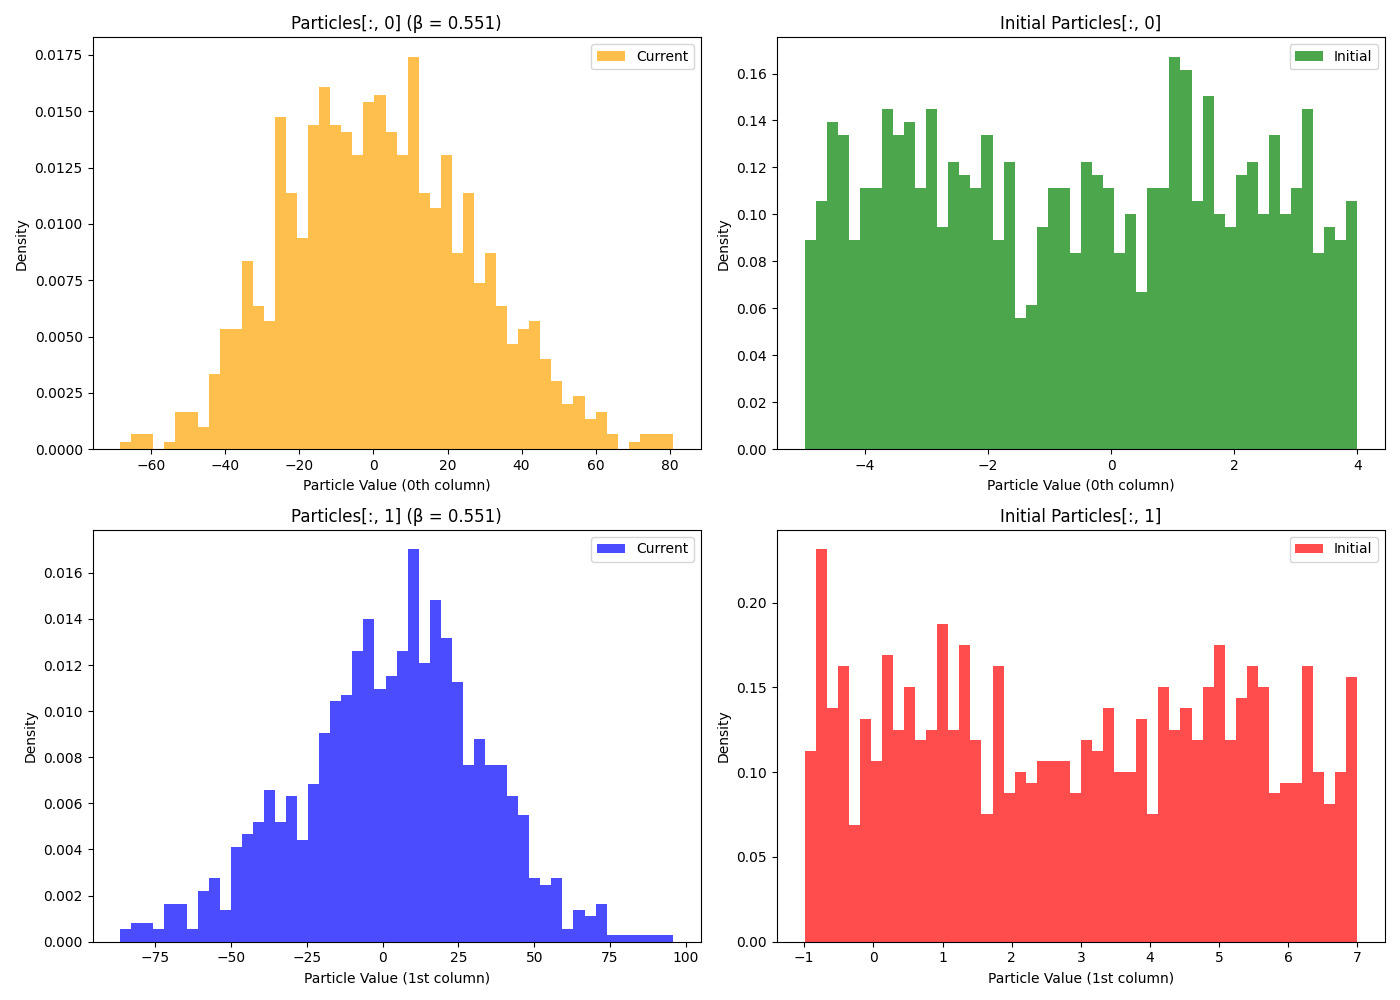 Particles[:, 0] (β = 0.551)
Current
0.0175
0.0150
0.0125
0.0100
0.0075
0.0050
0.0025
0.0000
Density
−60 −40 −20 0 20 40 60 80
Particle Value (0th column)
Initial Particles[:, 0]
Initial
0.16
0.14
0.12
0.10
0.08
0.06
0.04
0.02
0.00
Density
−4 −2 0 2 4
Particle Value (0th column)
Particles[:, 1] (β = 0.551)
Current
0.016
0.014
0.012
0.010
0.008
0.006
0.004
0.002
0.000
Density
−75 −50 −25 0 25 50 75 100
Particle Value (1st column)
Initial Particles[:, 1]
Initial
0.20
0.15
0.10
0.05
0.00
Density
−1 0 1 2 3 4 5 6 7
Particle Value (1st column)